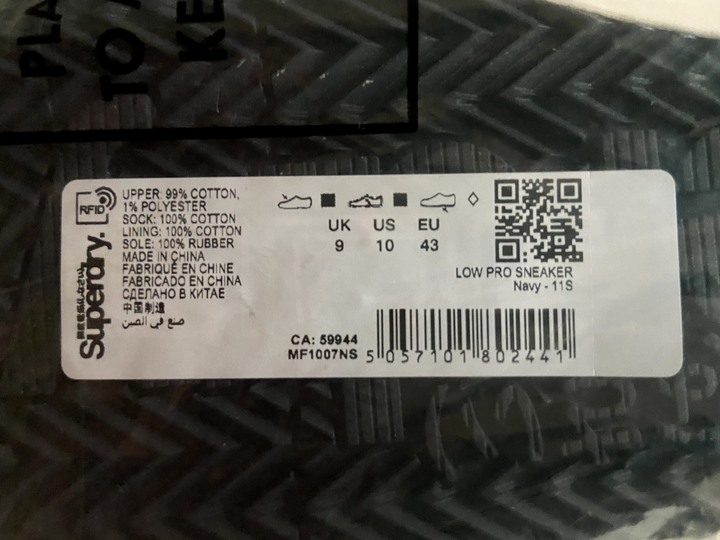 PLA
TO
KE
RFID
Superdry.
UPPER: 99% COTTON,
1% POLYESTER
SOCK: 100% COTTON
LINING: 100% COTTON
SOLE: 100% RUBBER
MADE IN CHINA
FABRIQUÉ EN CHINE
FABRICADO EN CHINA
СДЕЛАНО В КИТАЕ
中国制造
صنع في الصين
UK US EU
9 10 43
LOW PRO SNEAKER
Navy - 11S
CA: 59944
MF1007NS
5 057101 802441